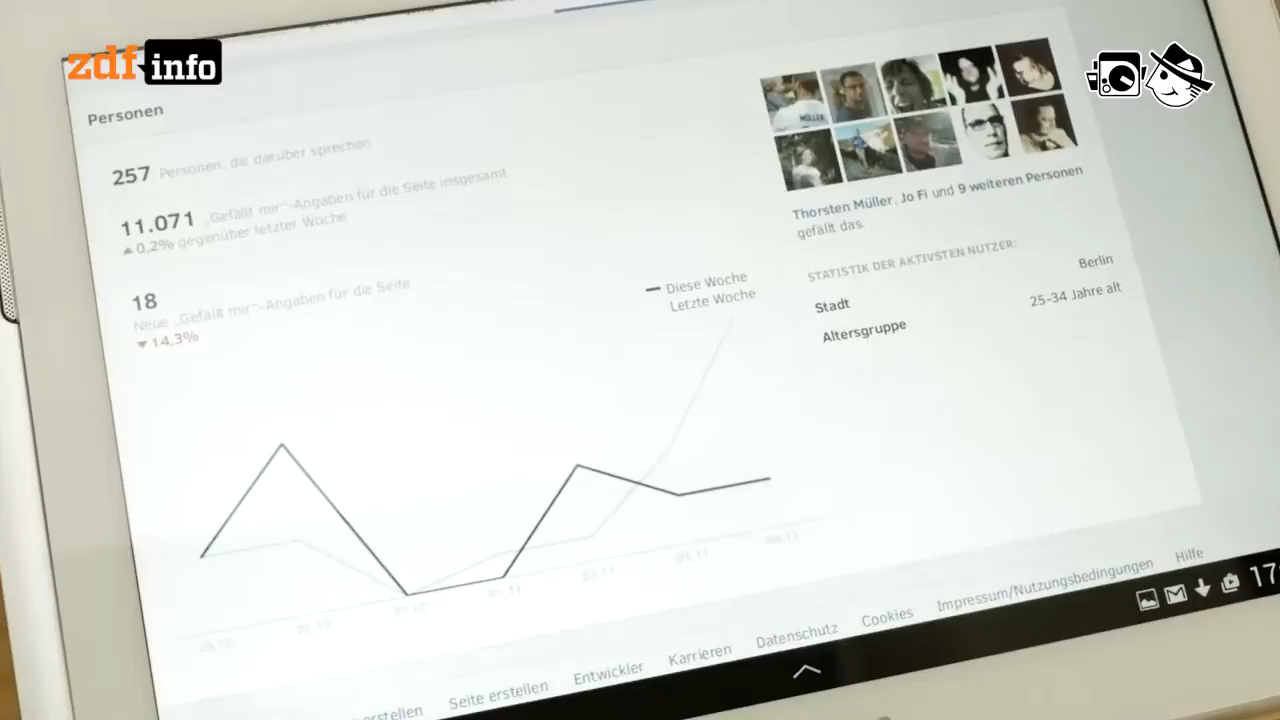 zdf info
Personen
257 Personen, die darüber sprechen
11.071 „Gefällt mir“-Angaben für die Seite insgesamt
▲0,2% gegenüber letzter Woche
18
Neue „Gefällt mir“-Angaben für die Seite
▼14,3%
Diese Woche
Letzte Woche
MÜLLER
Thorsten Müller, Jo Fi und 9 weiteren Personen
gefällt das.
STATISTIK DER AKTIVSTEN NUTZER:
Stadt Berlin
Altersgruppe 25-34 Jahre alt
erstellen Seite erstellen Entwickler Karrieren Datenschutz Cookies Impressum/Nutzungsbedingungen Hilfe
17